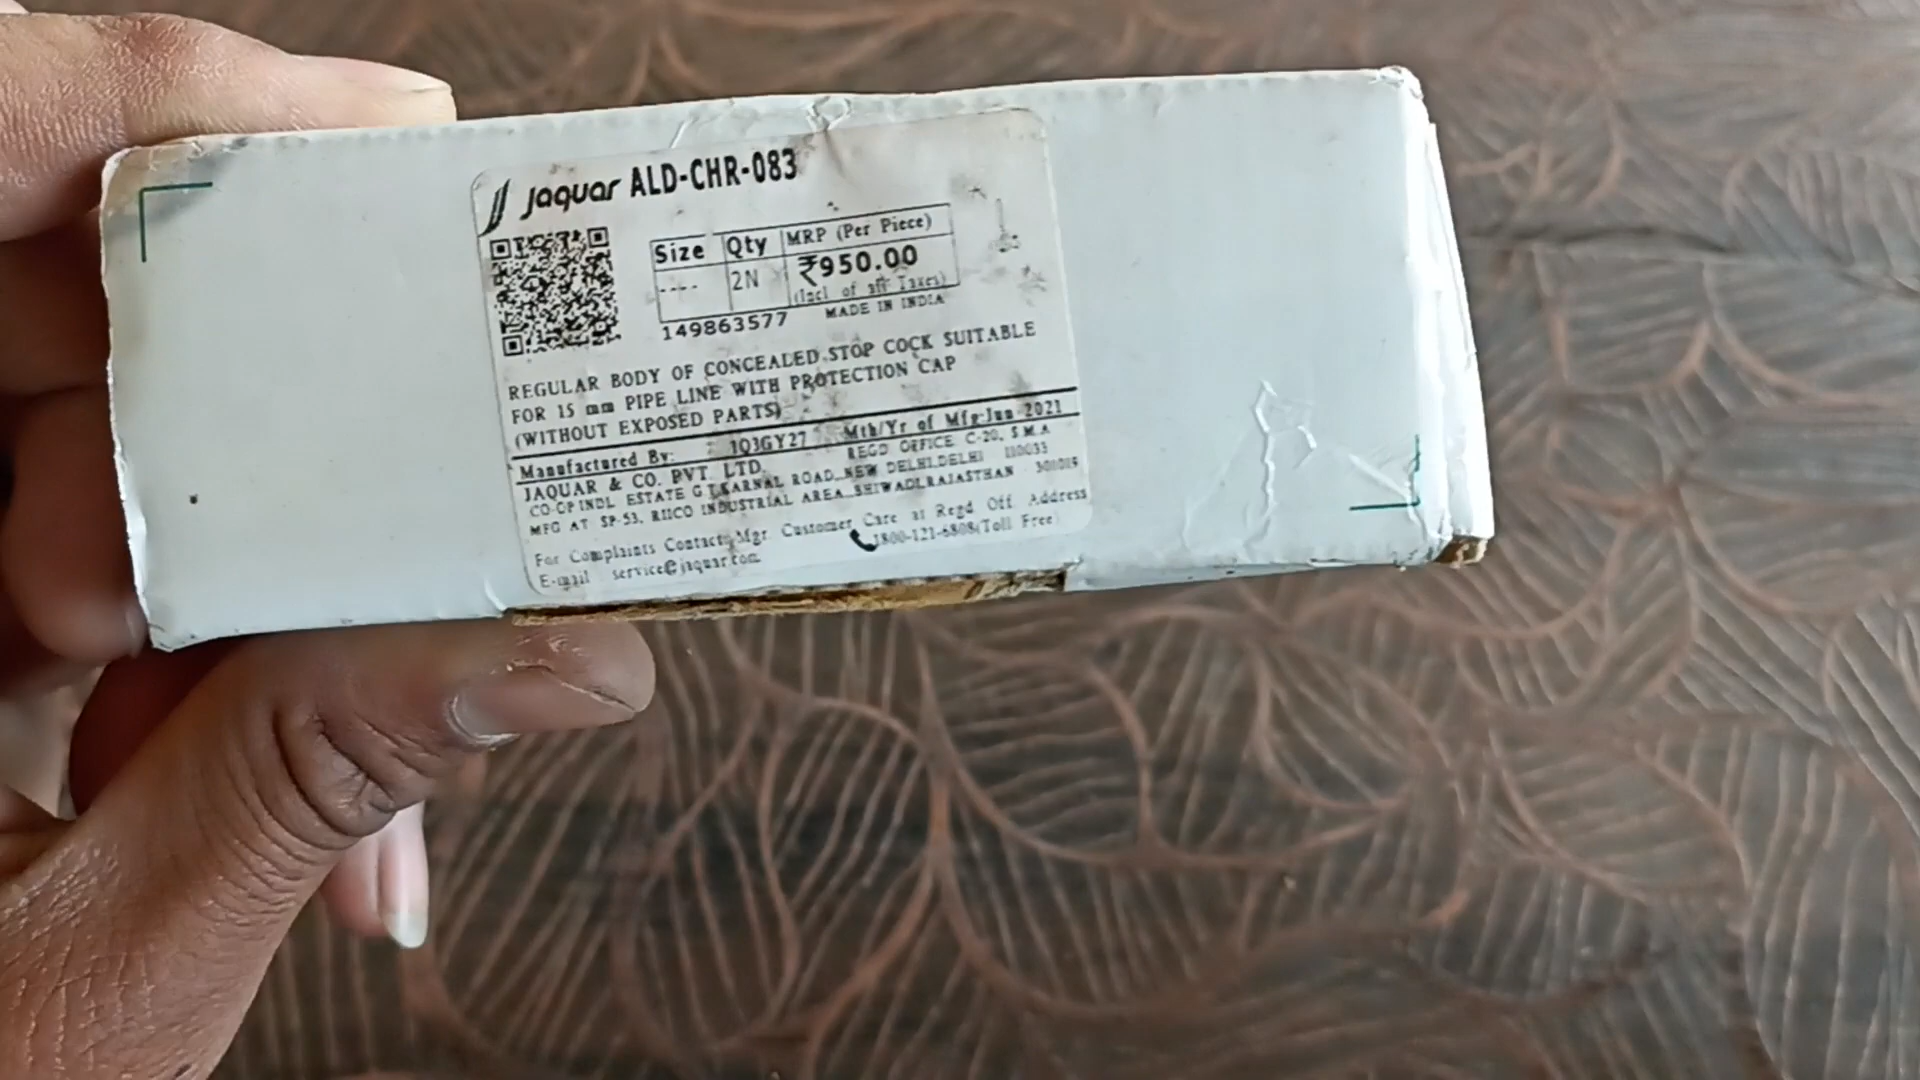 Jaquar ALD-CHR-083
Size Qty MRP (Per Piece)
---- 2N ₹950.00
(Incl of all Taxes)
149863577 MADE IN INDIA
REGULAR BODY OF CONCEALED STOP COCK SUITABLE
FOR 15 mm PIPE LINE WITH PROTECTION CAP
(WITHOUT EXPOSED PARTS)
Manufactured By: 1Q3GY27 Mth/Yr of Mfg:Jun 2021
JAQUAR & CO. PVT. LTD. REGD OFFICE C-20, S M A
CO-OP INDL ESTATE G T KARNAL ROAD, NEW DELHI,DELHI 110033
MFG AT SP-53, RIICO INDUSTRIAL AREA, BHIWADI,RAJASTHAN 301019
For Complaints Contact: Mgr. Customer Care at Regd Off. Address
E-mail service@jaquar.com 1800-121-6808(Toll Free)